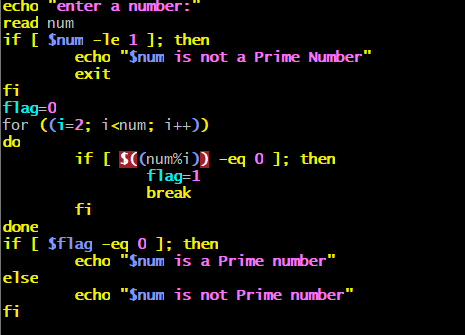 echo "enter a number:"
read num
if [ $num -le 1 ]; then
echo "$num is not a Prime Number"
exit
fi
flag=0
for ((i=2; i<num; i++))
do
if [ $((num%i)) -eq 0 ]; then
flag=1
break
fi
done
if [ $flag -eq 0 ]; then
echo "$num is a Prime number"
else
echo "$num is not Prime number"
fi